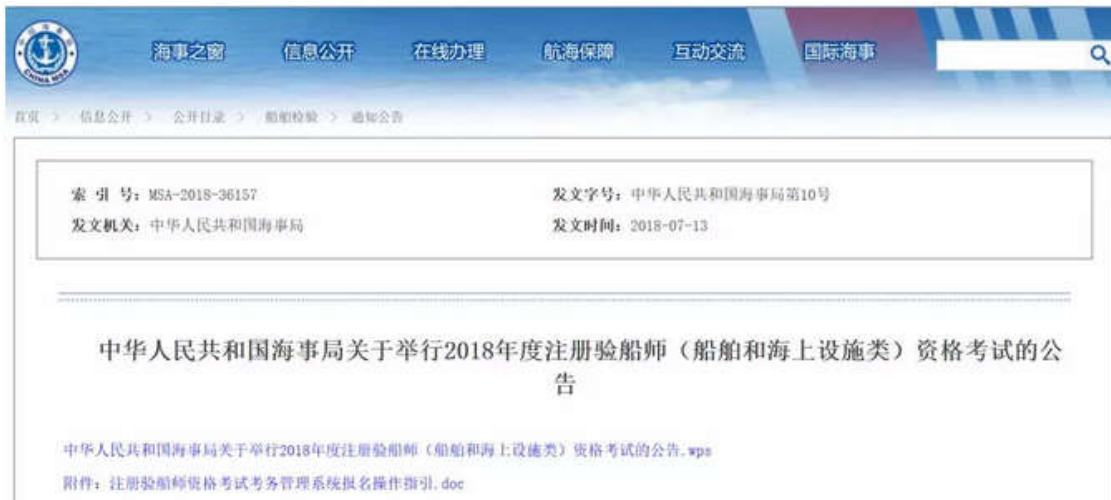 海事之窗 信息公开 在线办理 航海保障 互动交流 国际海事
CHINA MSA
首页 > 信息公开 > 公开目录 > 船舶检验 > 通知公告
索 引 号：MSA-2018-36157 发文字号：中华人民共和国海事局第10号
发文机关：中华人民共和国海事局 发文时间：2018-07-13
中华人民共和国海事局关于举行2018年度注册验船师（船舶和海上设施类）资格考试的公
告
中华人民共和国海事局关于举行2018年度注册验船师（船舶和海上设施类）资格考试的公告.wps
附件：注册验船师资格考试考务管理系统报名操作指引.doc